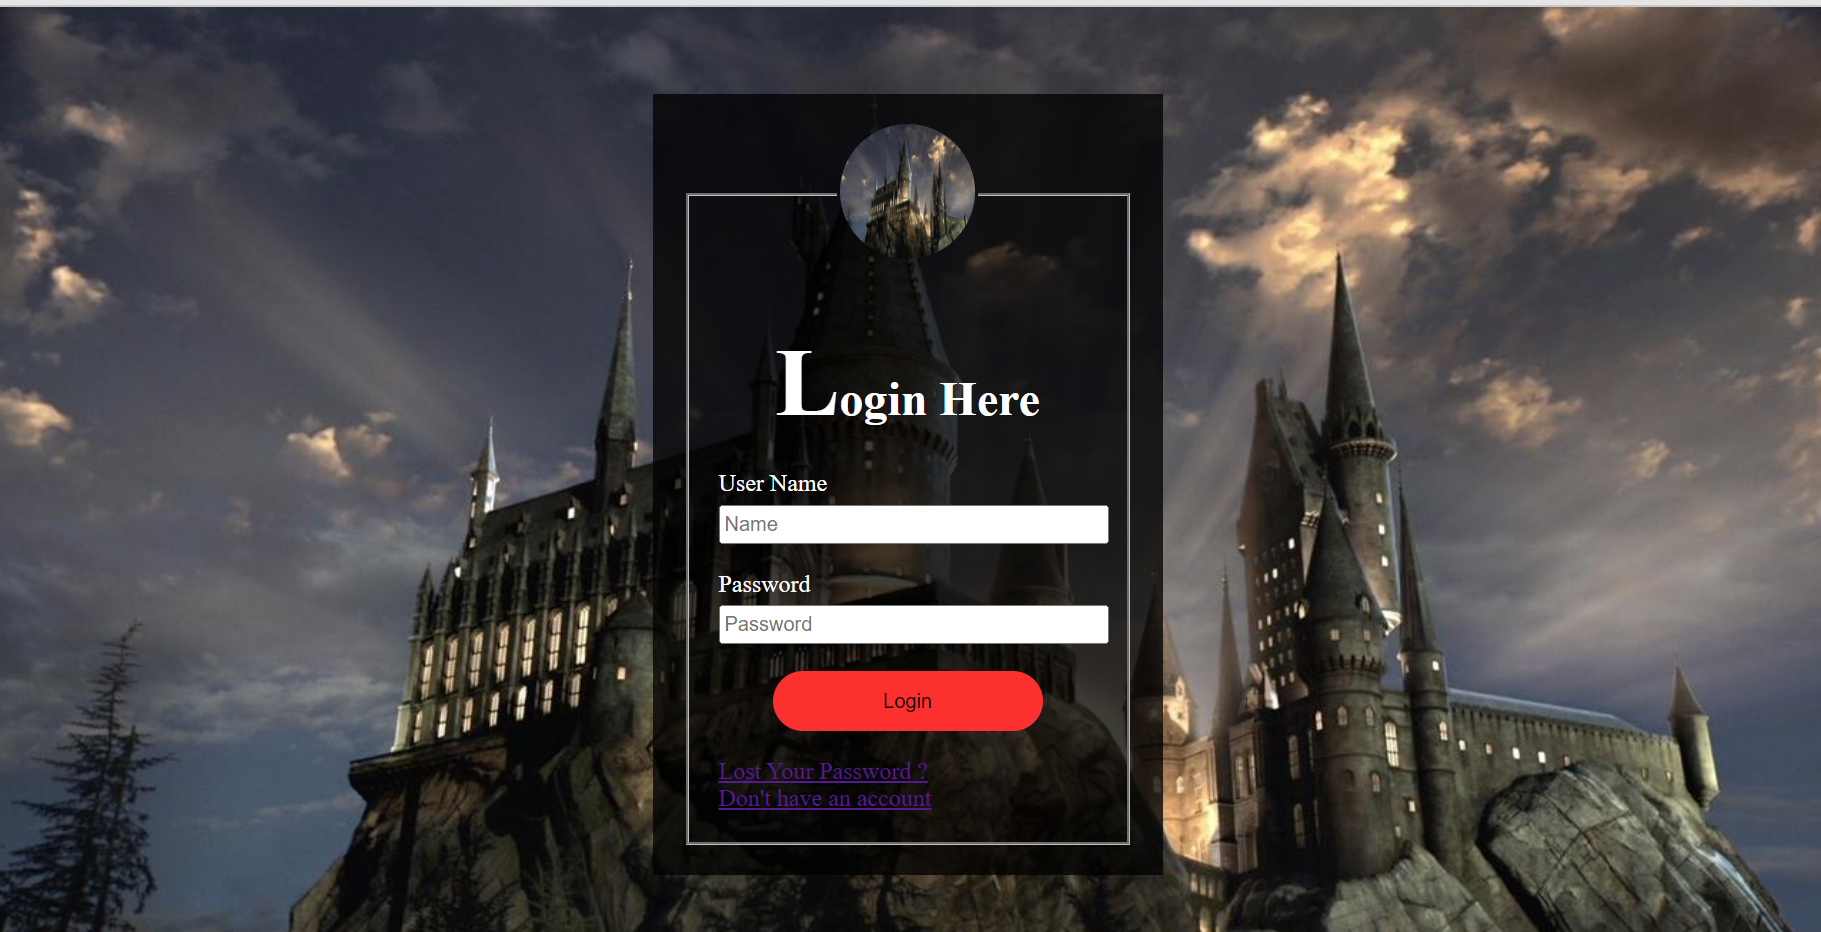 Login Here
User Name
Name
Password
Password
Login
Lost Your Password ?
Don't have an account